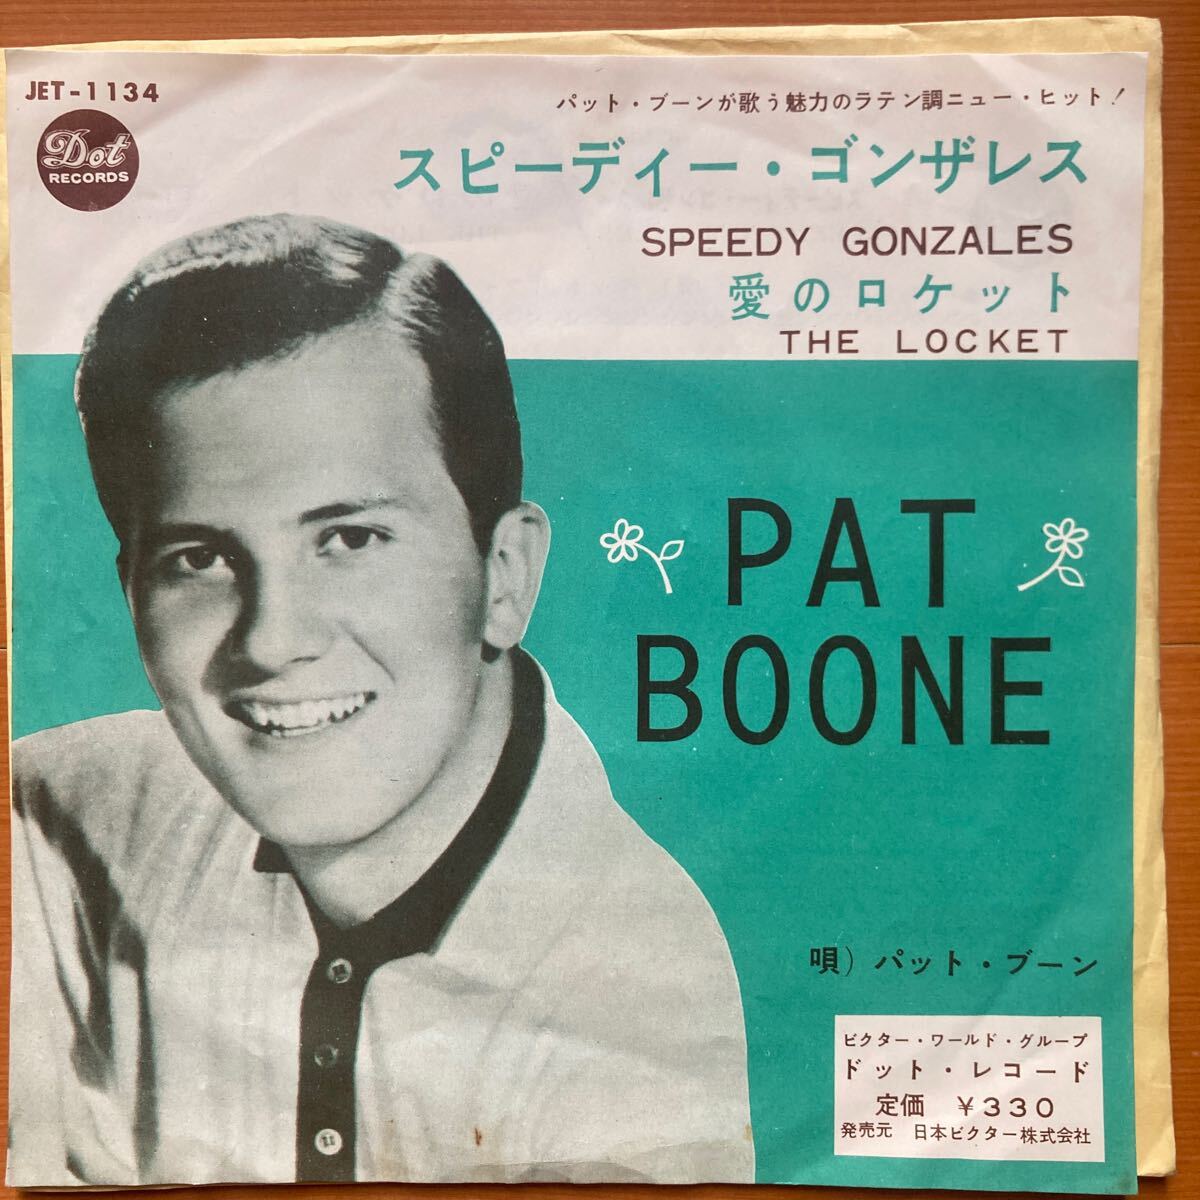 JET-1134
Dot
RECORDS
パット・ブーンが歌う魅力のラテン調ニュー・ヒット!
スピーディー・ゴンザレス
SPEEDY GONZALES
愛のロケット
THE LOCKET
PAT
BOONE
唄) パット・ブーン
ビクター・ワールド・グループ
ドット・レコード
定価 ¥330
発売元 日本ビクター株式会社